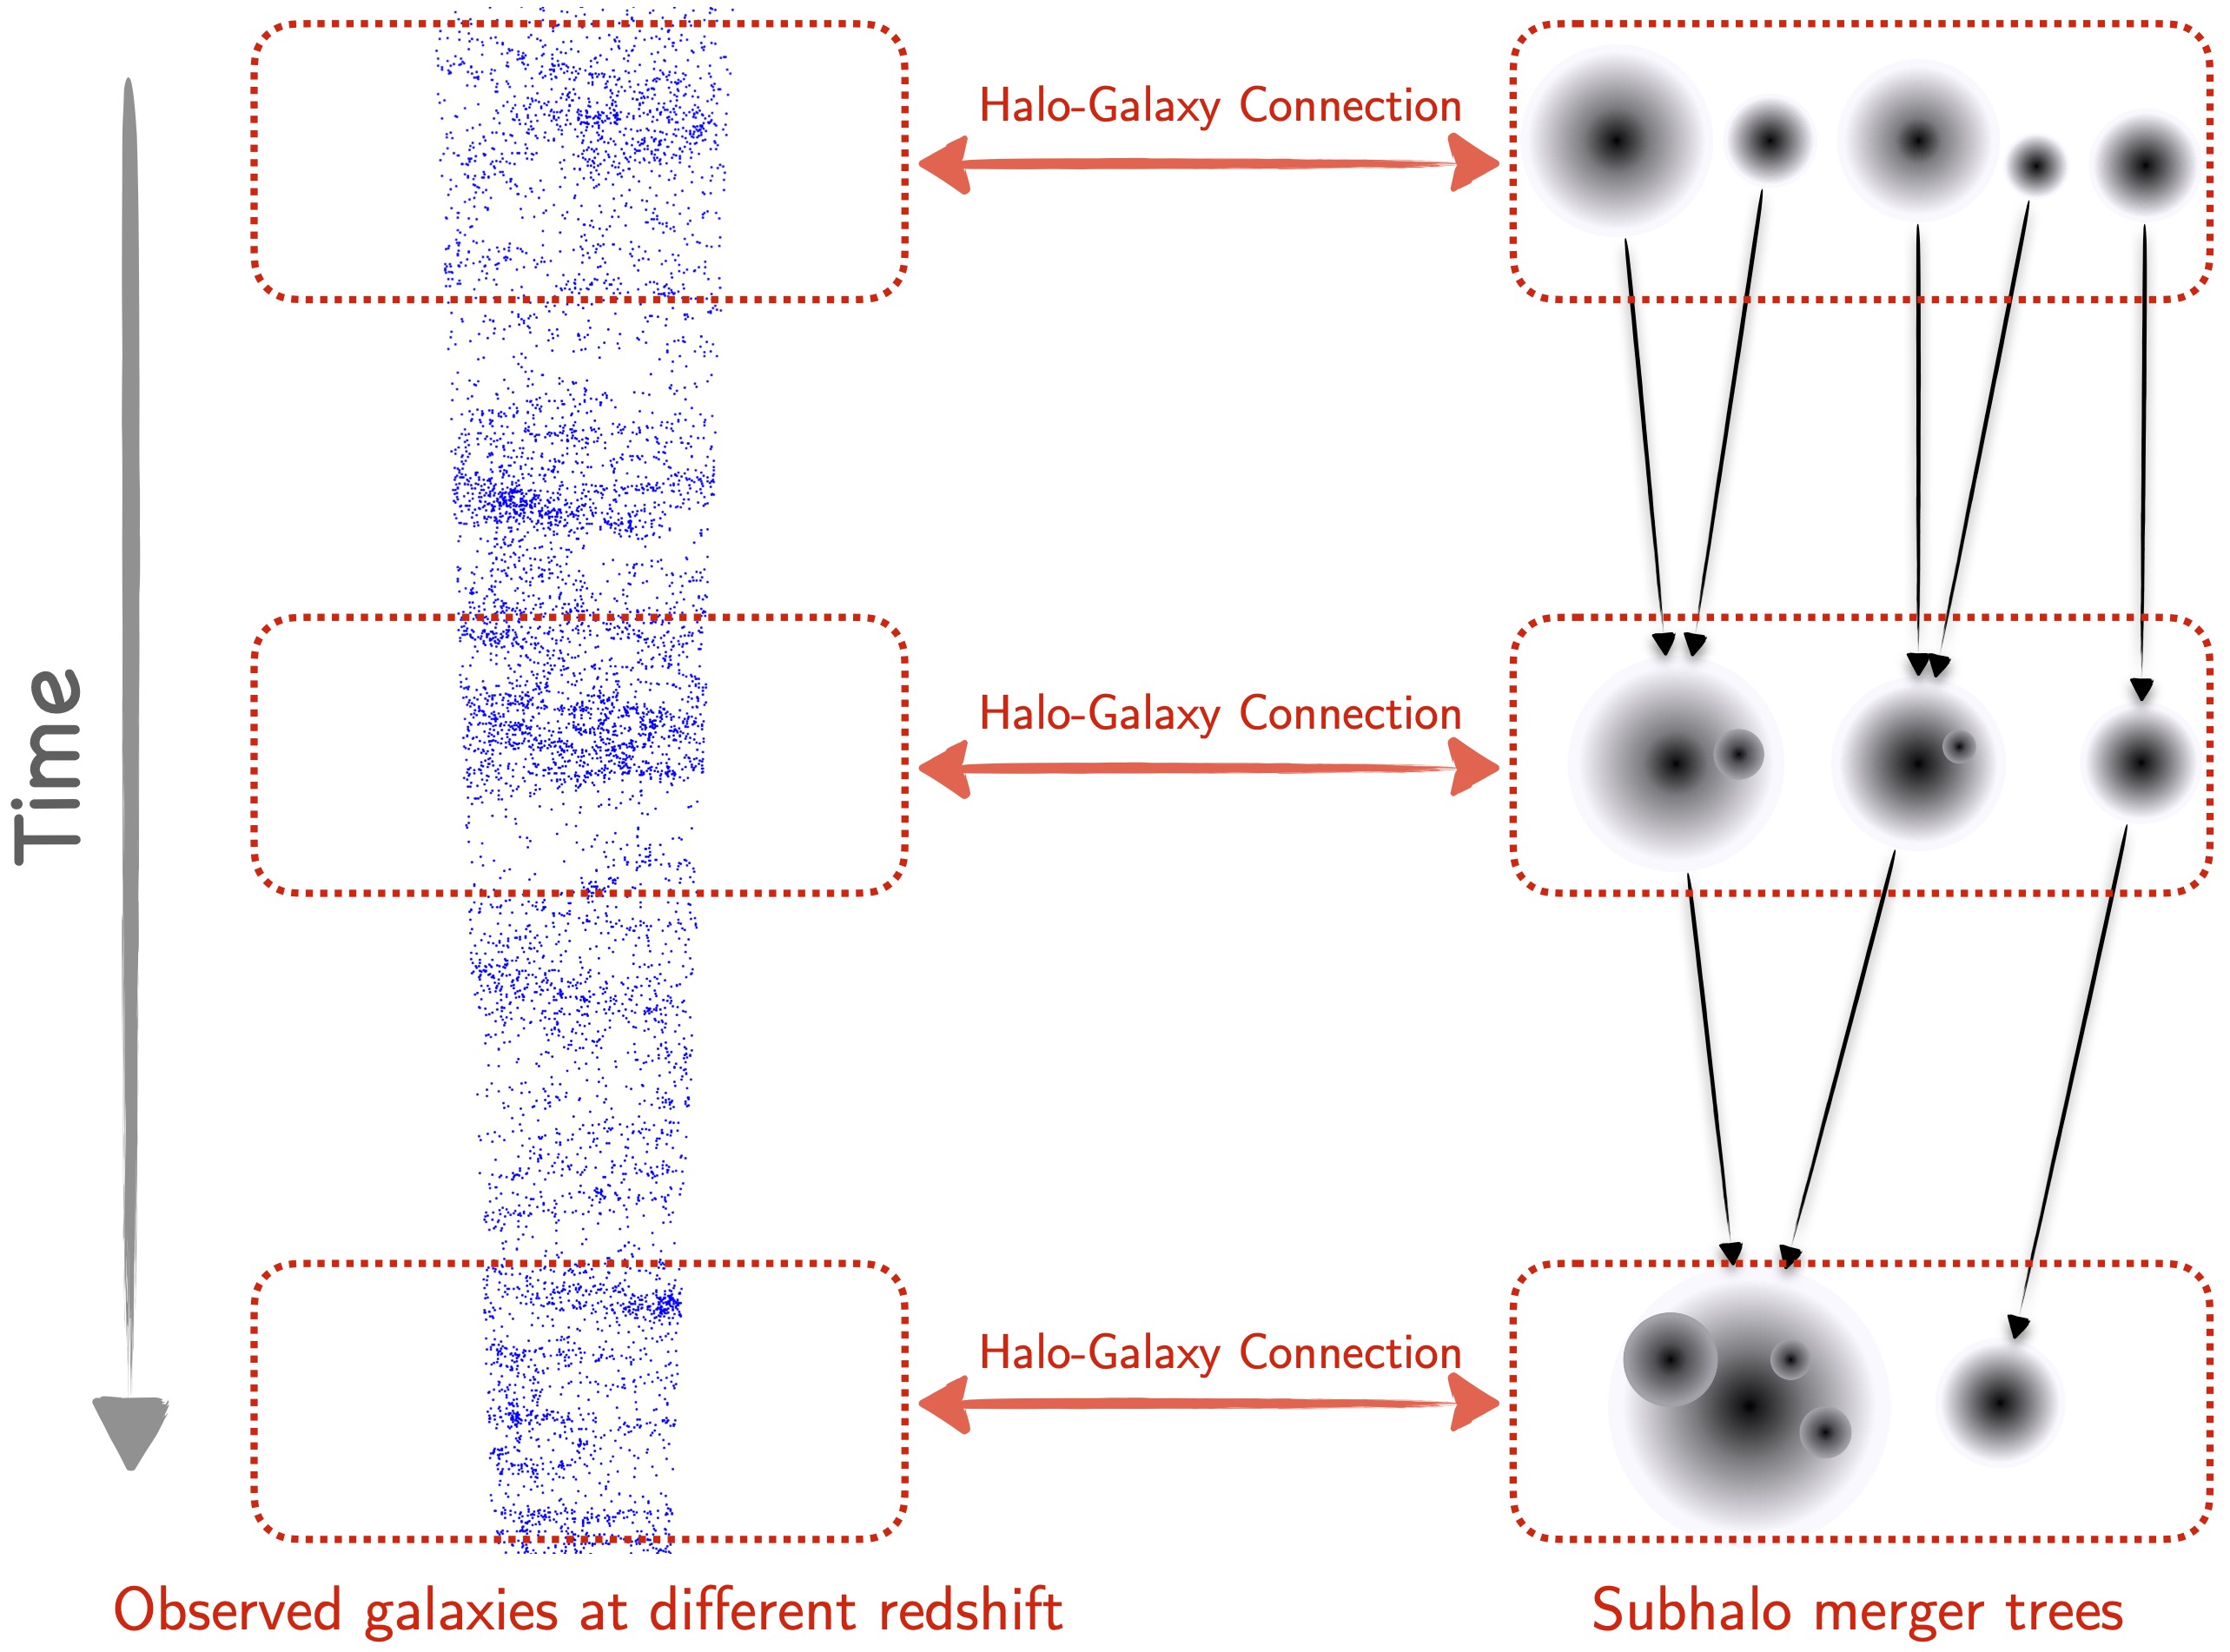 Halo-Galaxy Connection
Time
Halo-Galaxy Connection
Halo-Galaxy Connection
Observed galaxies at different redshift
Subhalo merger trees